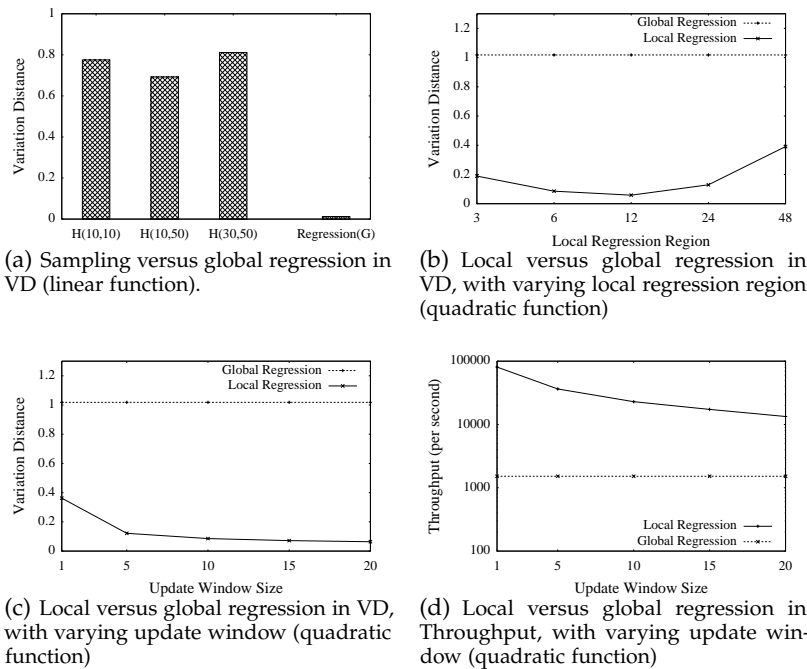 1
0.8
0.6
0.4
0.2
0
Variation Distance
H(10,10) H(10,50) H(30,50) Regression(G)
(a) Sampling versus global regression in
VD (linear function).
1.2
1
0.8
0.6
0.4
0.2
0
Variation Distance
Global Regression
Local Regression
3 6 12 24 48
Local Regression Region
(b) Local versus global regression in
VD, with varying local regression region
(quadratic function)
1.2
1
0.8
0.6
0.4
0.2
0
Variation Distance
Global Regression
Local Regression
1 5 10 15 20
Update Window Size
(c) Local versus global regression in VD,
with varying update window (quadratic
function)
100000
10000
1000
100
Throughput (per second)
Local Regression
Global Regression
1 5 10 15 20
Update Window Size
(d) Local versus global regression in
Throughput, with varying update win-
dow (quadratic function)